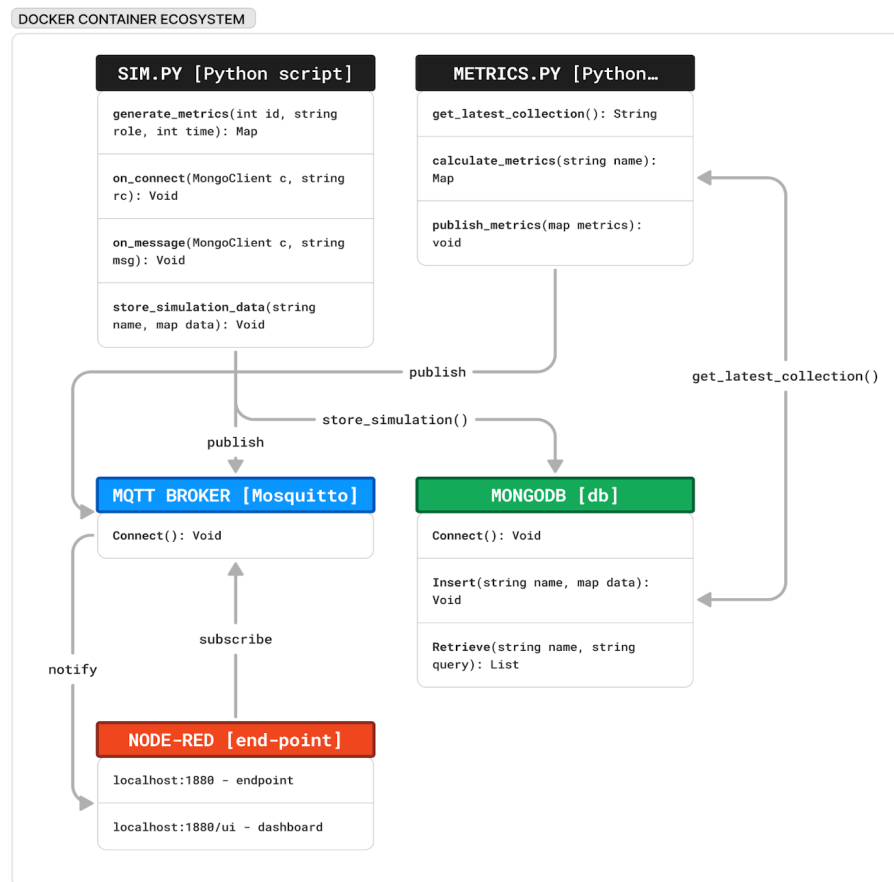 DOCKER CONTAINER ECOSYSTEM
SIM.PY [Python script]
generate_metrics(int id, string
role, int time): Map
on_connect(MongoClient c, string
rc): Void
on_message(MongoClient c, string
msg): Void
store_simulation_data(string
name, map data): Void
METRICS.PY [Python…
get_latest_collection(): String
calculate_metrics(string name):
Map
publish_metrics(map metrics):
void
publish
get_latest_collection()
store_simulation()
publish
MQTT BROKER [Mosquitto]
Connect(): Void
MONGODB [db]
Connect(): Void
Insert(string name, map data):
Void
Retrieve(string name, string
query): List
subscribe
notify
NODE-RED [end-point]
localhost:1880 - endpoint
localhost:1880/ui - dashboard